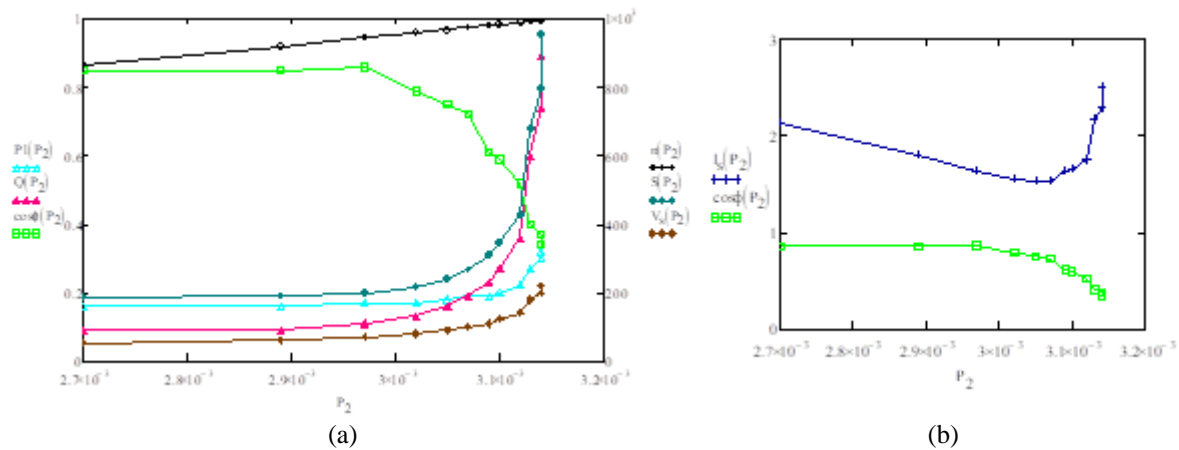 1
0.8
0.6
0.4
0.2
0
P1(P₂)
Q(P₂)
cosϕ(P₂)
1×10³
800
600
400
200
0
n(P₂)
S(P₂)
Vₛ(P₂)
2.7×10⁻³ 2.8×10⁻³ 2.9×10⁻³ 3×10⁻³ 3.1×10⁻³ 3.2×10⁻³
P₂
(a)
3
2
1
0
Iₛ(P₂)
cosϕ(P₂)
2.7×10⁻³ 2.8×10⁻³ 2.9×10⁻³ 3×10⁻³ 3.1×10⁻³ 3.2×10⁻³
P₂
(b)